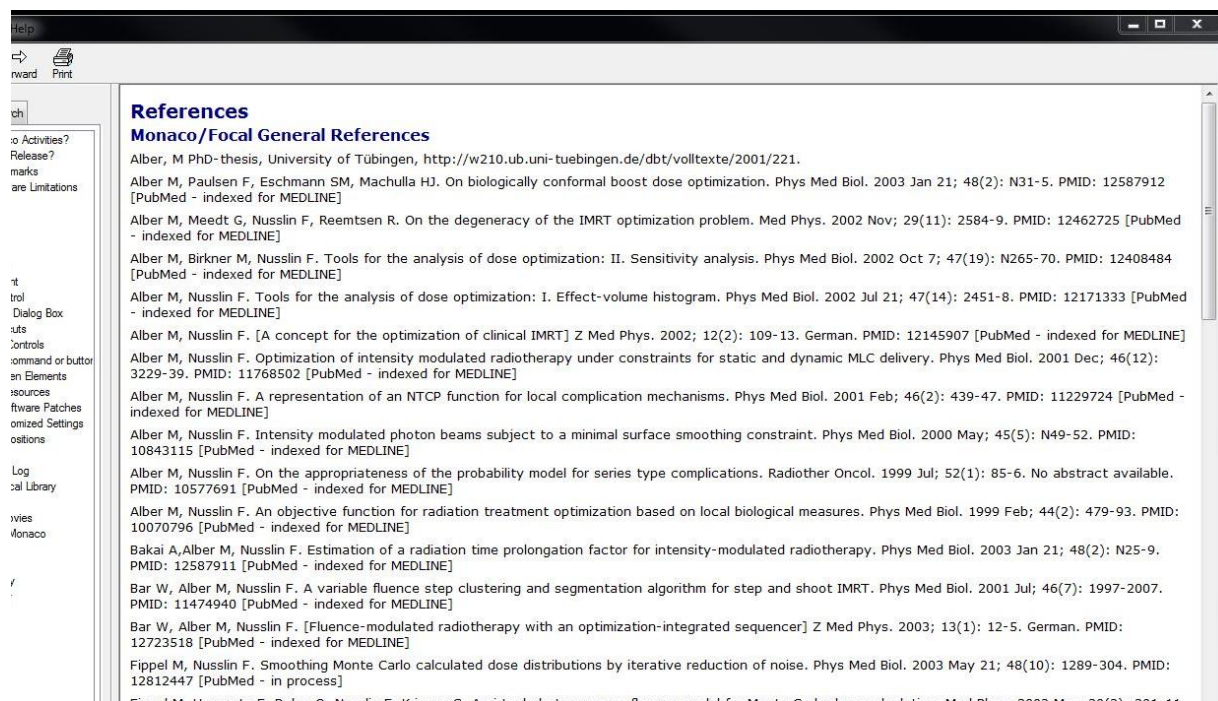 Help
rward Print
rch
References
Monaco/Focal General References
o Activities?
Release?
marks
are Limitations
nt
trol
Dialog Box
cuts
Controls
command or button
en Elements
esources
ftware Patches
omized Settings
ositions
Log
cal Library
ovies
Monaco
Alber, M PhD-thesis, University of Tübingen, http://w210.ub.uni-tuebingen.de/dbt/volltexte/2001/221.
Alber M, Paulsen F, Eschmann SM, Machulla HJ. On biologically conformal boost dose optimization. Phys Med Biol. 2003 Jan 21; 48(2): N31-5. PMID: 12587912
[PubMed - indexed for MEDLINE]
Alber M, Meedt G, Nusslin F, Reemtsen R. On the degeneracy of the IMRT optimization problem. Med Phys. 2002 Nov; 29(11): 2584-9. PMID: 12462725 [PubMed
- indexed for MEDLINE]
Alber M, Birkner M, Nusslin F. Tools for the analysis of dose optimization: II. Sensitivity analysis. Phys Med Biol. 2002 Oct 7; 47(19): N265-70. PMID: 12408484
[PubMed - indexed for MEDLINE]
Alber M, Nusslin F. Tools for the analysis of dose optimization: I. Effect-volume histogram. Phys Med Biol. 2002 Jul 21; 47(14): 2451-8. PMID: 12171333 [PubMed
- indexed for MEDLINE]
Alber M, Nusslin F. [A concept for the optimization of clinical IMRT] Z Med Phys. 2002; 12(2): 109-13. German. PMID: 12145907 [PubMed - indexed for MEDLINE]
Alber M, Nusslin F. Optimization of intensity modulated radiotherapy under constraints for static and dynamic MLC delivery. Phys Med Biol. 2001 Dec; 46(12):
3229-39. PMID: 11768502 [PubMed - indexed for MEDLINE]
Alber M, Nusslin F. A representation of an NTCP function for local complication mechanisms. Phys Med Biol. 2001 Feb; 46(2): 439-47. PMID: 11229724 [PubMed -
indexed for MEDLINE]
Alber M, Nusslin F. Intensity modulated photon beams subject to a minimal surface smoothing constraint. Phys Med Biol. 2000 May; 45(5): N49-52. PMID:
10843115 [PubMed - indexed for MEDLINE]
Alber M, Nusslin F. On the appropriateness of the probability model for series type complications. Radiother Oncol. 1999 Jul; 52(1): 85-6. No abstract available.
PMID: 10577691 [PubMed - indexed for MEDLINE]
Alber M, Nusslin F. An objective function for radiation treatment optimization based on local biological measures. Phys Med Biol. 1999 Feb; 44(2): 479-93. PMID:
10070796 [PubMed - indexed for MEDLINE]
Bakai A,Alber M, Nusslin F. Estimation of a radiation time prolongation factor for intensity-modulated radiotherapy. Phys Med Biol. 2003 Jan 21; 48(2): N25-9.
PMID: 12587911 [PubMed - indexed for MEDLINE]
Bar W, Alber M, Nusslin F. A variable fluence step clustering and segmentation algorithm for step and shoot IMRT. Phys Med Biol. 2001 Jul; 46(7): 1997-2007.
PMID: 11474940 [PubMed - indexed for MEDLINE]
Bar W, Alber M, Nusslin F. [Fluence-modulated radiotherapy with an optimization-integrated sequencer] Z Med Phys. 2003; 13(1): 12-5. German. PMID:
12723518 [PubMed - indexed for MEDLINE]
Fippel M, Nusslin F. Smoothing Monte Carlo calculated dose distributions by iterative reduction of noise. Phys Med Biol. 2003 May 21; 48(10): 1289-304. PMID:
12812447 [PubMed - in process]